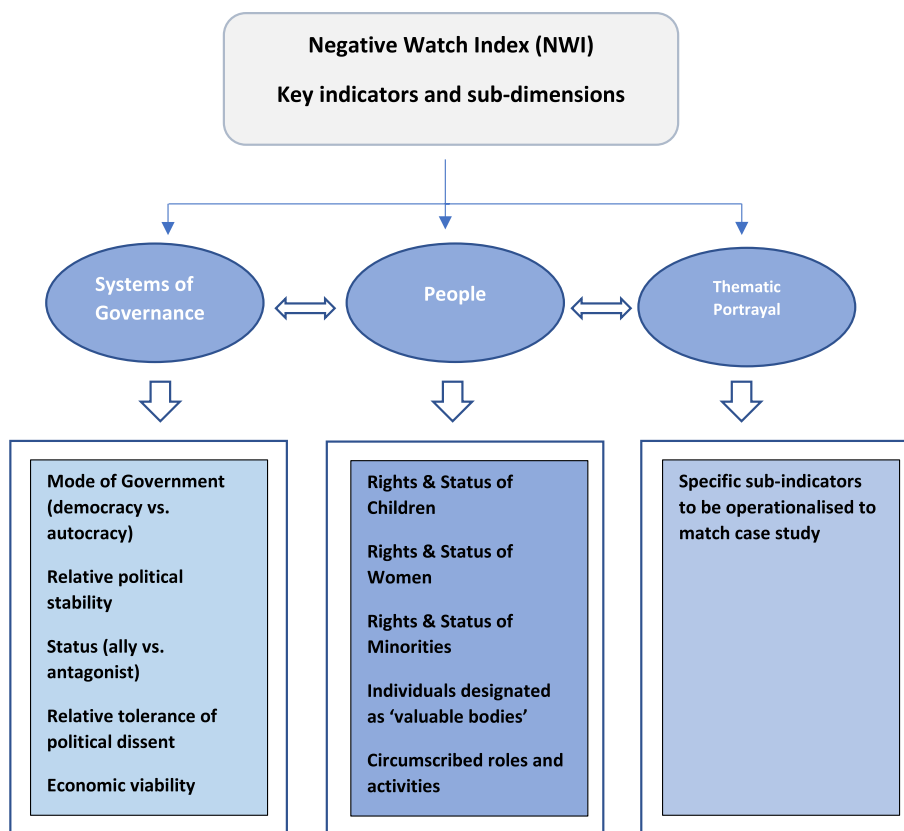 Negative Watch Index (NWI)
Key indicators and sub-dimensions
Systems of
Governance
People
Thematic
Portrayal
Mode of Government
(democracy vs.
autocracy)
Relative political
stability
Status (ally vs.
antagonist)
Relative tolerance of
political dissent
Economic viability
Rights & Status of
Children
Rights & Status of
Women
Rights & Status of
Minorities
Individuals designated
as ‘valuable bodies’
Circumscribed roles and
activities
Specific sub-indicators
to be operationalised to
match case study